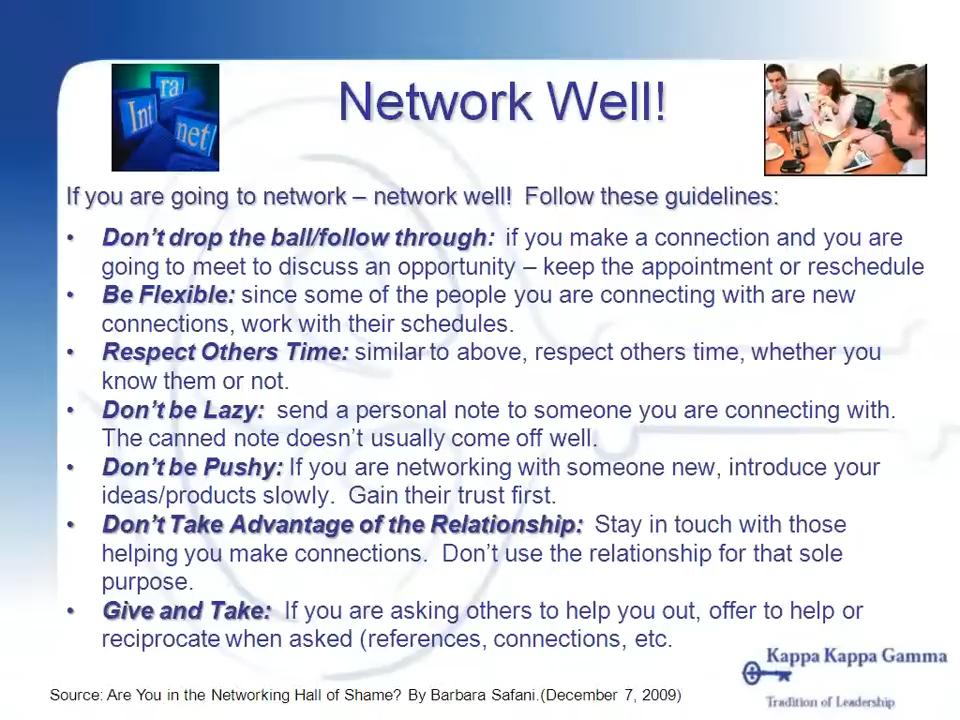 Int
ra
net
Network Well!
If you are going to network – network well!  Follow these guidelines:
• Don't drop the ball/follow through:  if you make a connection and you are
going to meet to discuss an opportunity – keep the appointment or reschedule
• Be Flexible: since some of the people you are connecting with are new
connections, work with their schedules.
• Respect Others Time: similar to above, respect others time, whether you
know them or not.
• Don't be Lazy:  send a personal note to someone you are connecting with.
The canned note doesn't usually come off well.
• Don't be Pushy: If you are networking with someone new, introduce your
ideas/products slowly.  Gain their trust first.
• Don't Take Advantage of the Relationship:  Stay in touch with those
helping you make connections.  Don't use the relationship for that sole
purpose.
• Give and Take:  If you are asking others to help you out, offer to help or
reciprocate when asked (references, connections, etc.
Kappa Kappa Gamma
Tradition of Leadership
Source: Are You in the Networking Hall of Shame? By Barbara Safani.(December 7, 2009)